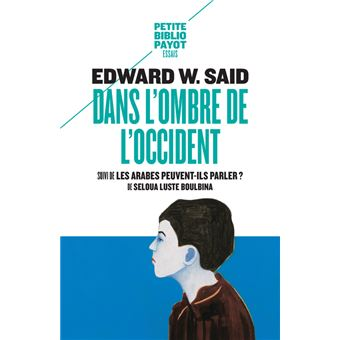 PETITE
BIBLIO
PAYOT
ESSAIS
EDWARD W. SAID
DANS L'OMBRE DE
L'OCCIDENT
SUIVI DE LES ARABES PEUVENT-ILS PARLER ?
DE SELOUA LUSTE BOULBINA